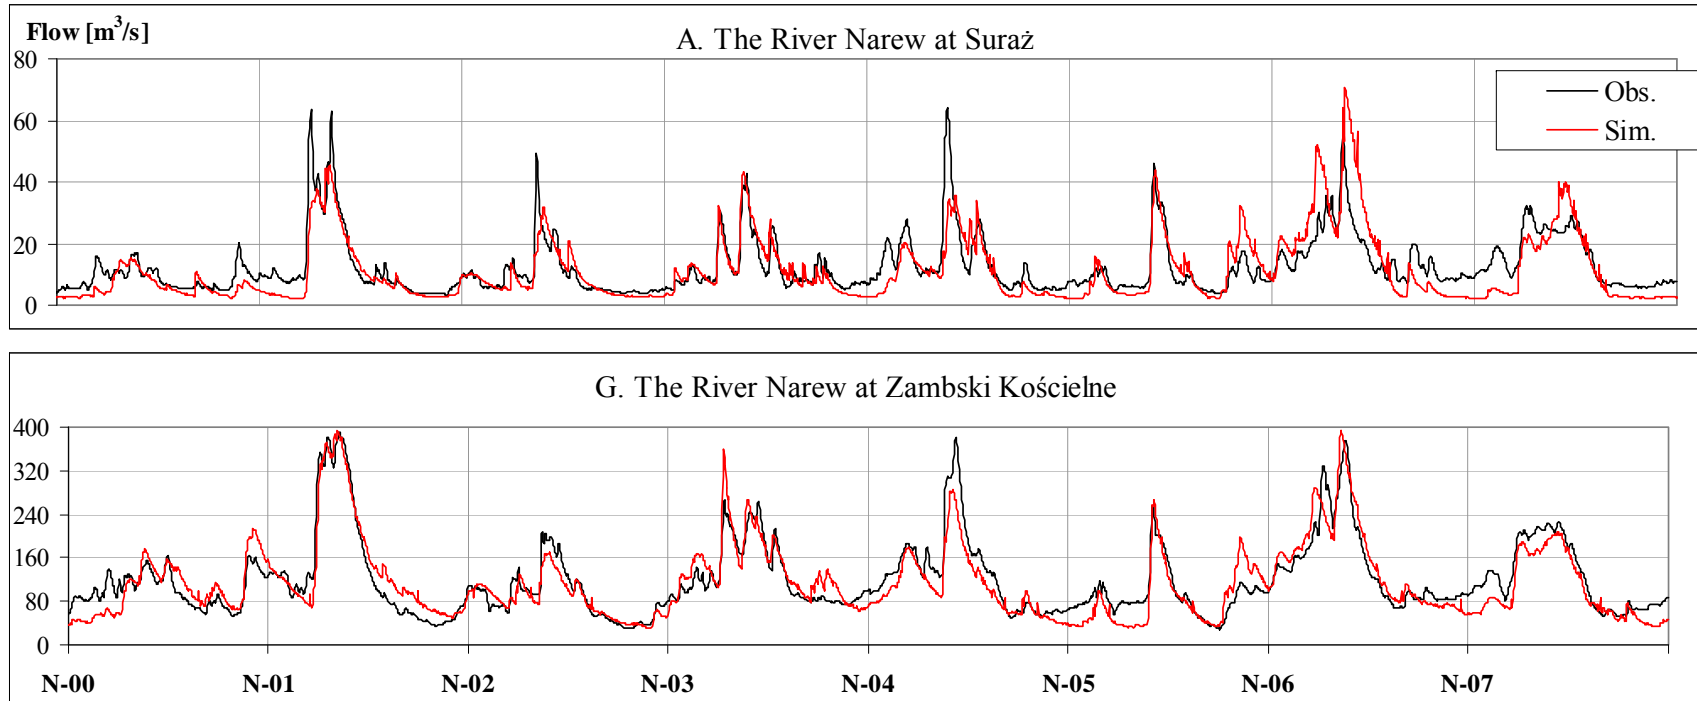 Flow [m³/s]
A. The River Narew at Suraż
80
60
40
20
0
Obs.
Sim.
G. The River Narew at Zambski Kościelne
400
320
240
160
80
0
N-00 N-01 N-02 N-03 N-04 N-05 N-06 N-07